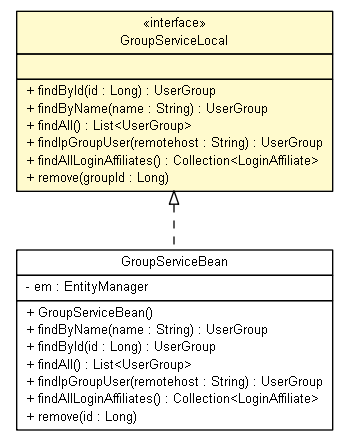 «interface»
GroupServiceLocal
+ findById(id : Long) : UserGroup
+ findByName(name : String) : UserGroup
+ findAll() : List<UserGroup>
+ findIpGroupUser(remotehost : String) : UserGroup
+ findAllLoginAffiliates() : Collection<LoginAffiliate>
+ remove(groupId : Long)
GroupServiceBean
- em : EntityManager
+ GroupServiceBean()
+ findByName(name : String) : UserGroup
+ findById(id : Long) : UserGroup
+ findAll() : List<UserGroup>
+ findIpGroupUser(remotehost : String) : UserGroup
+ findAllLoginAffiliates() : Collection<LoginAffiliate>
+ remove(id : Long)